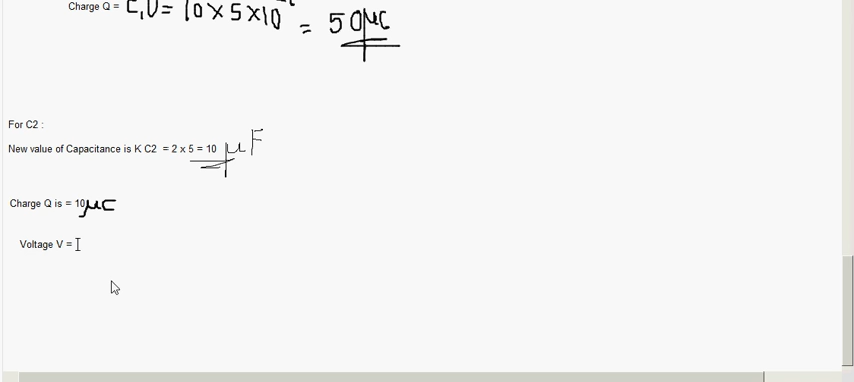 Charge Q = C,V= 10×5×10 = 50μc
For C2 :
New value of Capacitance is K C2 = 2 x 5 = 10 μF
Charge Q is = 10μc
Voltage V =